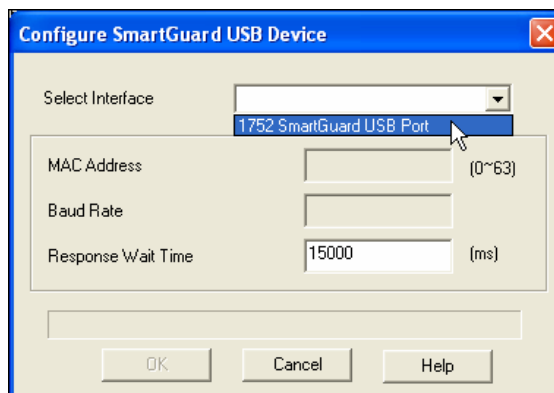 Configure SmartGuard USB Device
Select Interface
1752 SmartGuard USB Port
MAC Address (0~63)
Baud Rate
Response Wait Time 15000 (ms)
OK Cancel Help